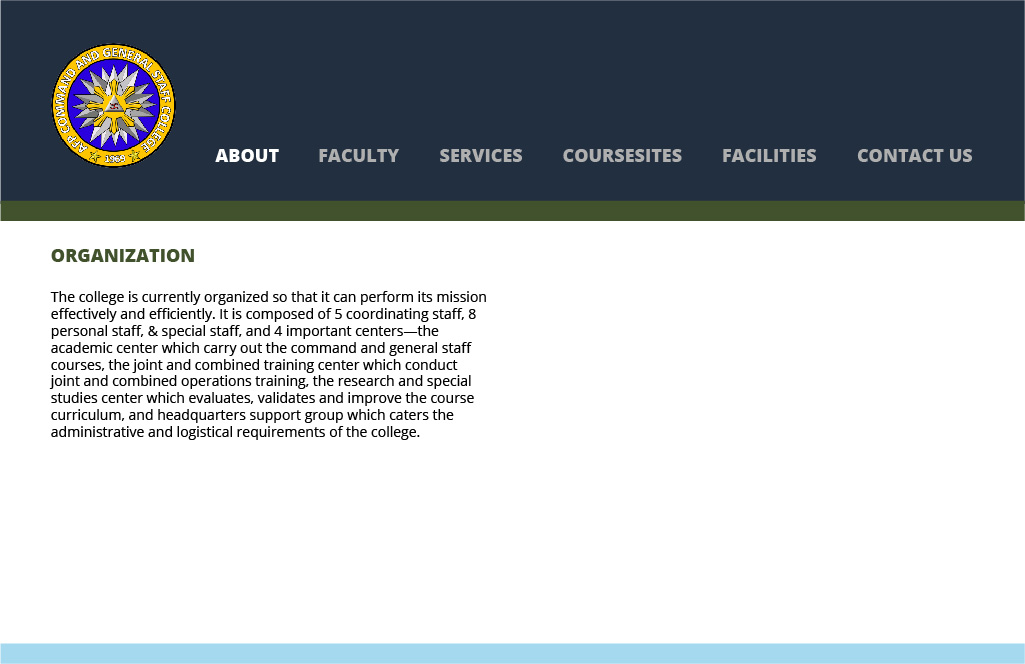 AFP COMMAND AND GENERAL STAFF COLLEGE
1969
ABOUT FACULTY SERVICES COURSESITES FACILITIES CONTACT US
ORGANIZATION
The college is currently organized so that it can perform its mission
effectively and efficiently. It is composed of 5 coordinating staff, 8
personal staff, & special staff, and 4 important centers—the
academic center which carry out the command and general staff
courses, the joint and combined training center which conduct
joint and combined operations training, the research and special
studies center which evaluates, validates and improve the course
curriculum, and headquarters support group which caters the
administrative and logistical requirements of the college.